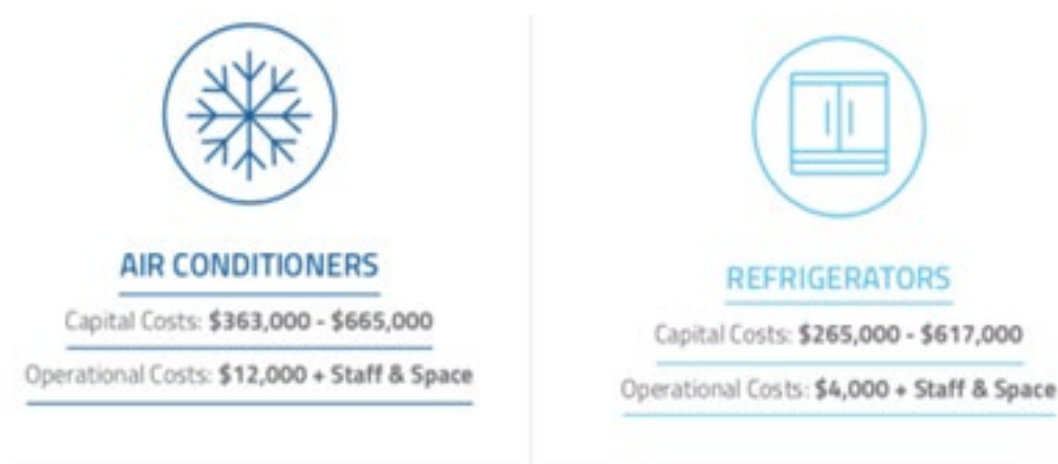 AIR CONDITIONERS
Capital Costs: $363,000 - $665,000
Operational Costs: $12,000 + Staff & Space
REFRIGERATORS
Capital Costs: $265,000 - $617,000
Operational Costs: $4,000 + Staff & Space